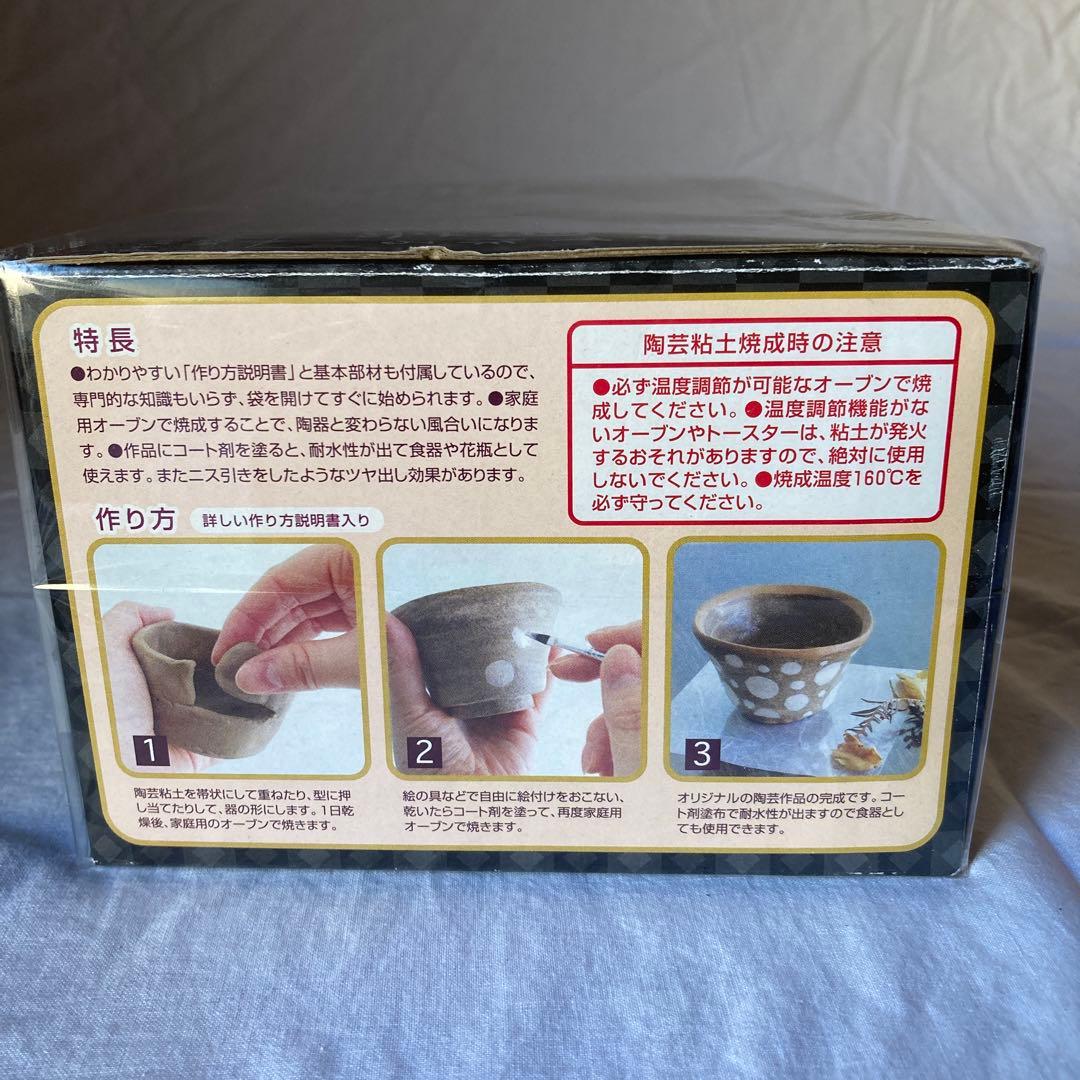 特長
●わかりやすい「作り方説明書」と基本部材も付属しているので、
専門的な知識もいらず、袋を開けてすぐに始められます。●家庭
用オーブンで焼成することで、陶器と変わらない風合いになりま
す。●作品にコート剤を塗ると、耐水性が出て食器や花瓶として
使えます。またニス引きをしたようなツヤ出し効果があります。
陶芸粘土焼成時の注意
●必ず温度調節が可能なオーブンで焼
成してください。●温度調節機能がな
いオーブンやトースターは、粘土が発火
するおそれがありますので、絶対に使用
しないでください。●焼成温度160℃を
必ず守ってください。
作り方 詳しい作り方説明書入り
1
陶芸粘土を帯状にして重ねたり、型に押
し当てたりして、器の形にします。1日乾
燥後、家庭用のオーブンで焼きます。
2
絵の具などで自由に絵付けをおこない、
乾いたらコート剤を塗って、再度家庭用
オーブンで焼きます。
3
オリジナルの陶芸作品の完成です。コー
ト剤塗布で耐水性が出ますので食器とし
ても使用できます。